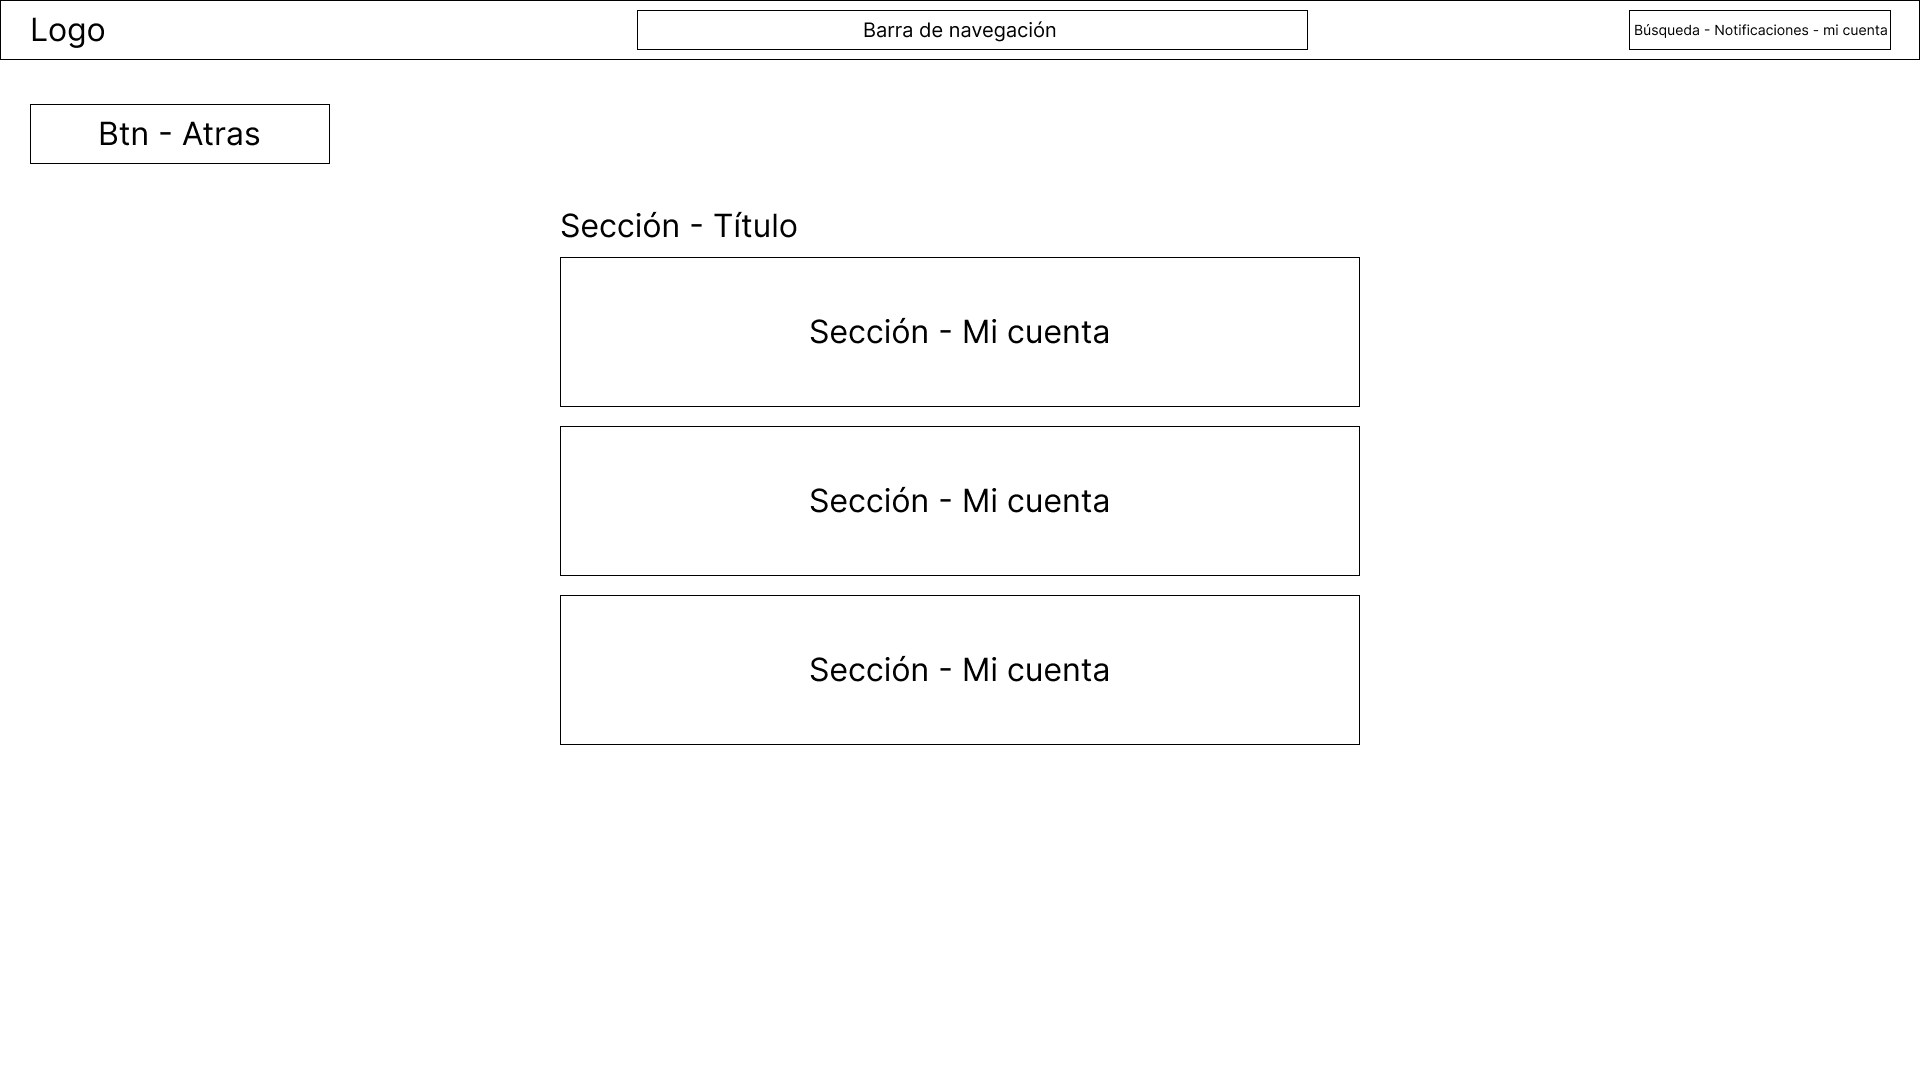 Logo
Barra de navegación
Búsqueda - Notificaciones - mi cuenta
Btn - Atras
Sección - Título
Sección - Mi cuenta
Sección - Mi cuenta
Sección - Mi cuenta